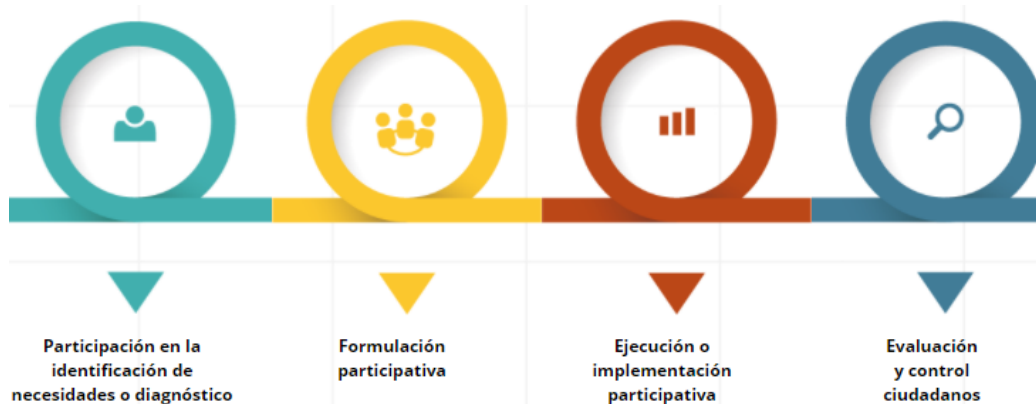 Participación en la
identificación de
necesidades o diagnóstico
Formulación
participativa
Ejecución o
implementación
participativa
Evaluación
y control
ciudadanos